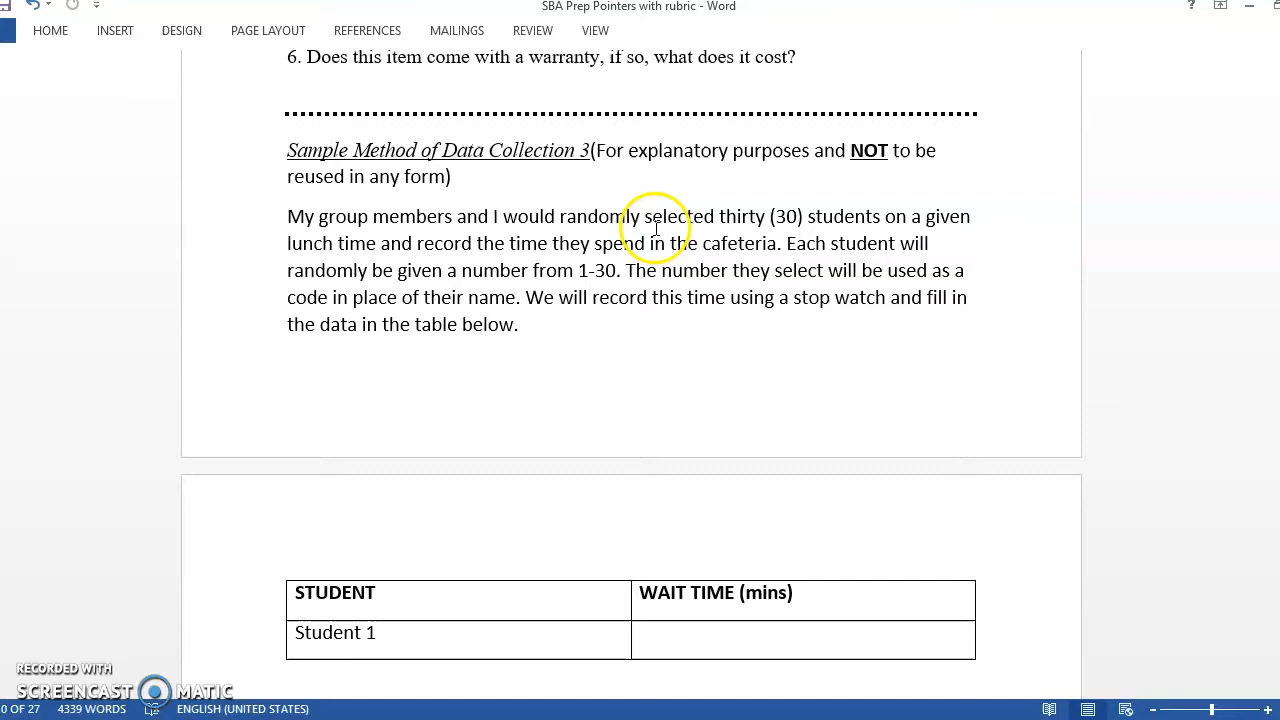 SBA Prep Pointers with rubric - Word
?
HOME INSERT DESIGN PAGE LAYOUT REFERENCES MAILINGS REVIEW VIEW
6. Does this item come with a warranty, if so, what does it cost?
Sample Method of Data Collection 3(For explanatory purposes and NOT to be
reused in any form)
My group members and I would randomly selected thirty (30) students on a given
lunch time and record the time they spend in the cafeteria. Each student will
randomly be given a number from 1-30. The number they select will be used as a
code in place of their name. We will record this time using a stop watch and fill in
the data in the table below.
STUDENT WAIT TIME (mins)
Student 1
RECORDED WITH
SCREENCAST MATIC
0 OF 27 4339 WORDS ENGLISH (UNITED STATES)